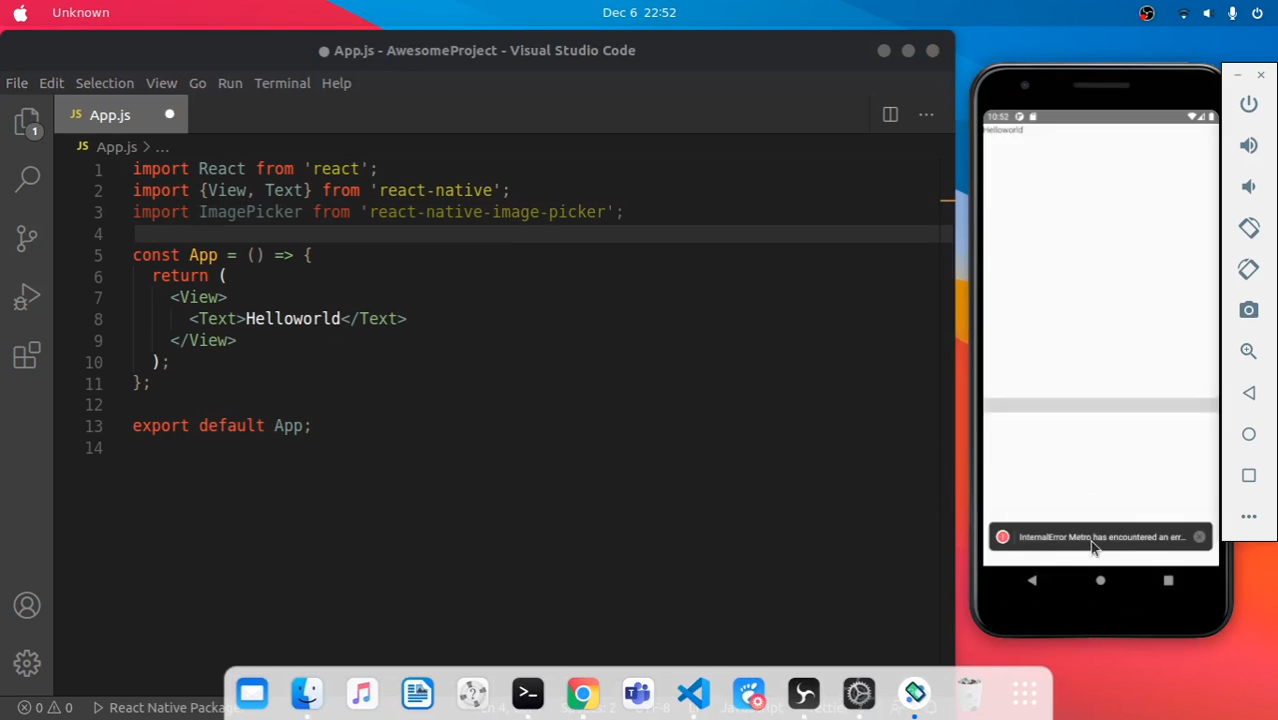 Unknown
Dec 6 22:52
● App.js - AwesomeProject - Visual Studio Code
File Edit Selection View Go Run Terminal Help
JS App.js
JS App.js > ...
1 import React from 'react';
2 import {View, Text} from 'react-native';
3 import ImagePicker from 'react-native-image-picker';
4
5 const App = () => {
6 return (
7 <View>
8 <Text>Helloworld</Text>
9 </View>
10 );
11 };
12
13 export default App;
14
1
10:52
Helloworld
InternalError Metro has encountered an err...
0 0 React Native Package